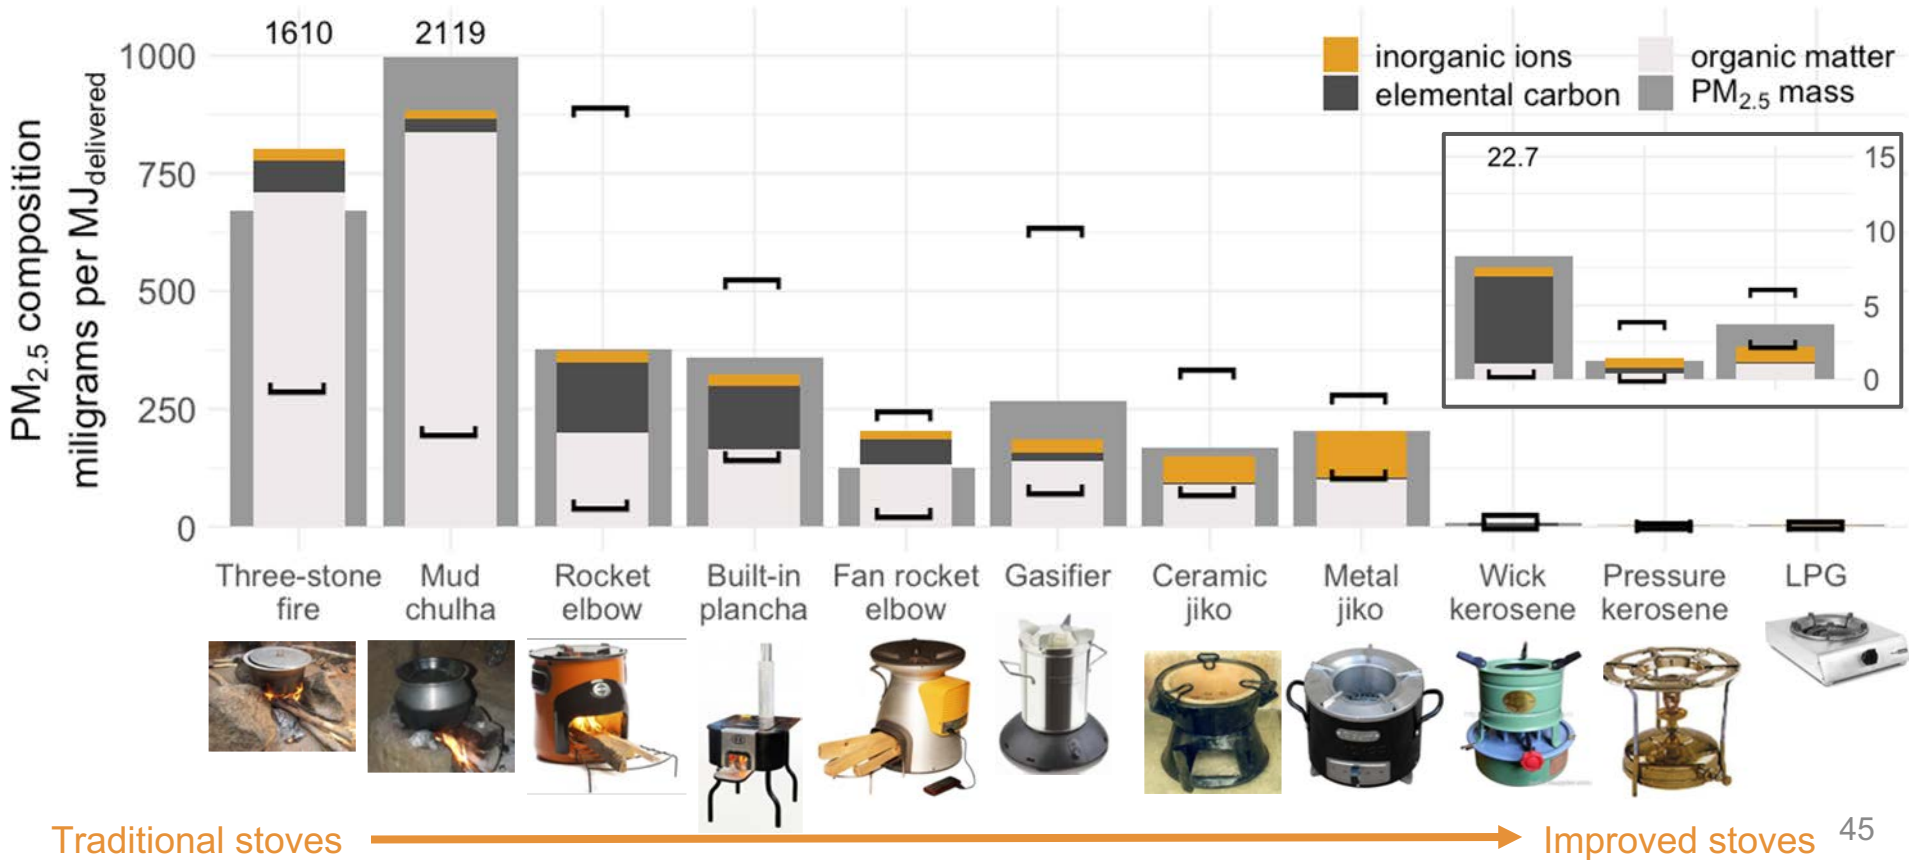 1610
2119
1000
750
500
250
0
PM2.5 composition
miligrams per MJdelivered
inorganic ions
organic matter
elemental carbon
PM2.5 mass
22.7
15
10
5
0
Three-stone
fire
Mud
chulha
Rocket
elbow
Built-in
plancha
Fan rocket
elbow
Gasifier
Ceramic
jiko
Metal
jiko
Wick
kerosene
Pressure
kerosene
LPG
Traditional stoves
Improved stoves
45